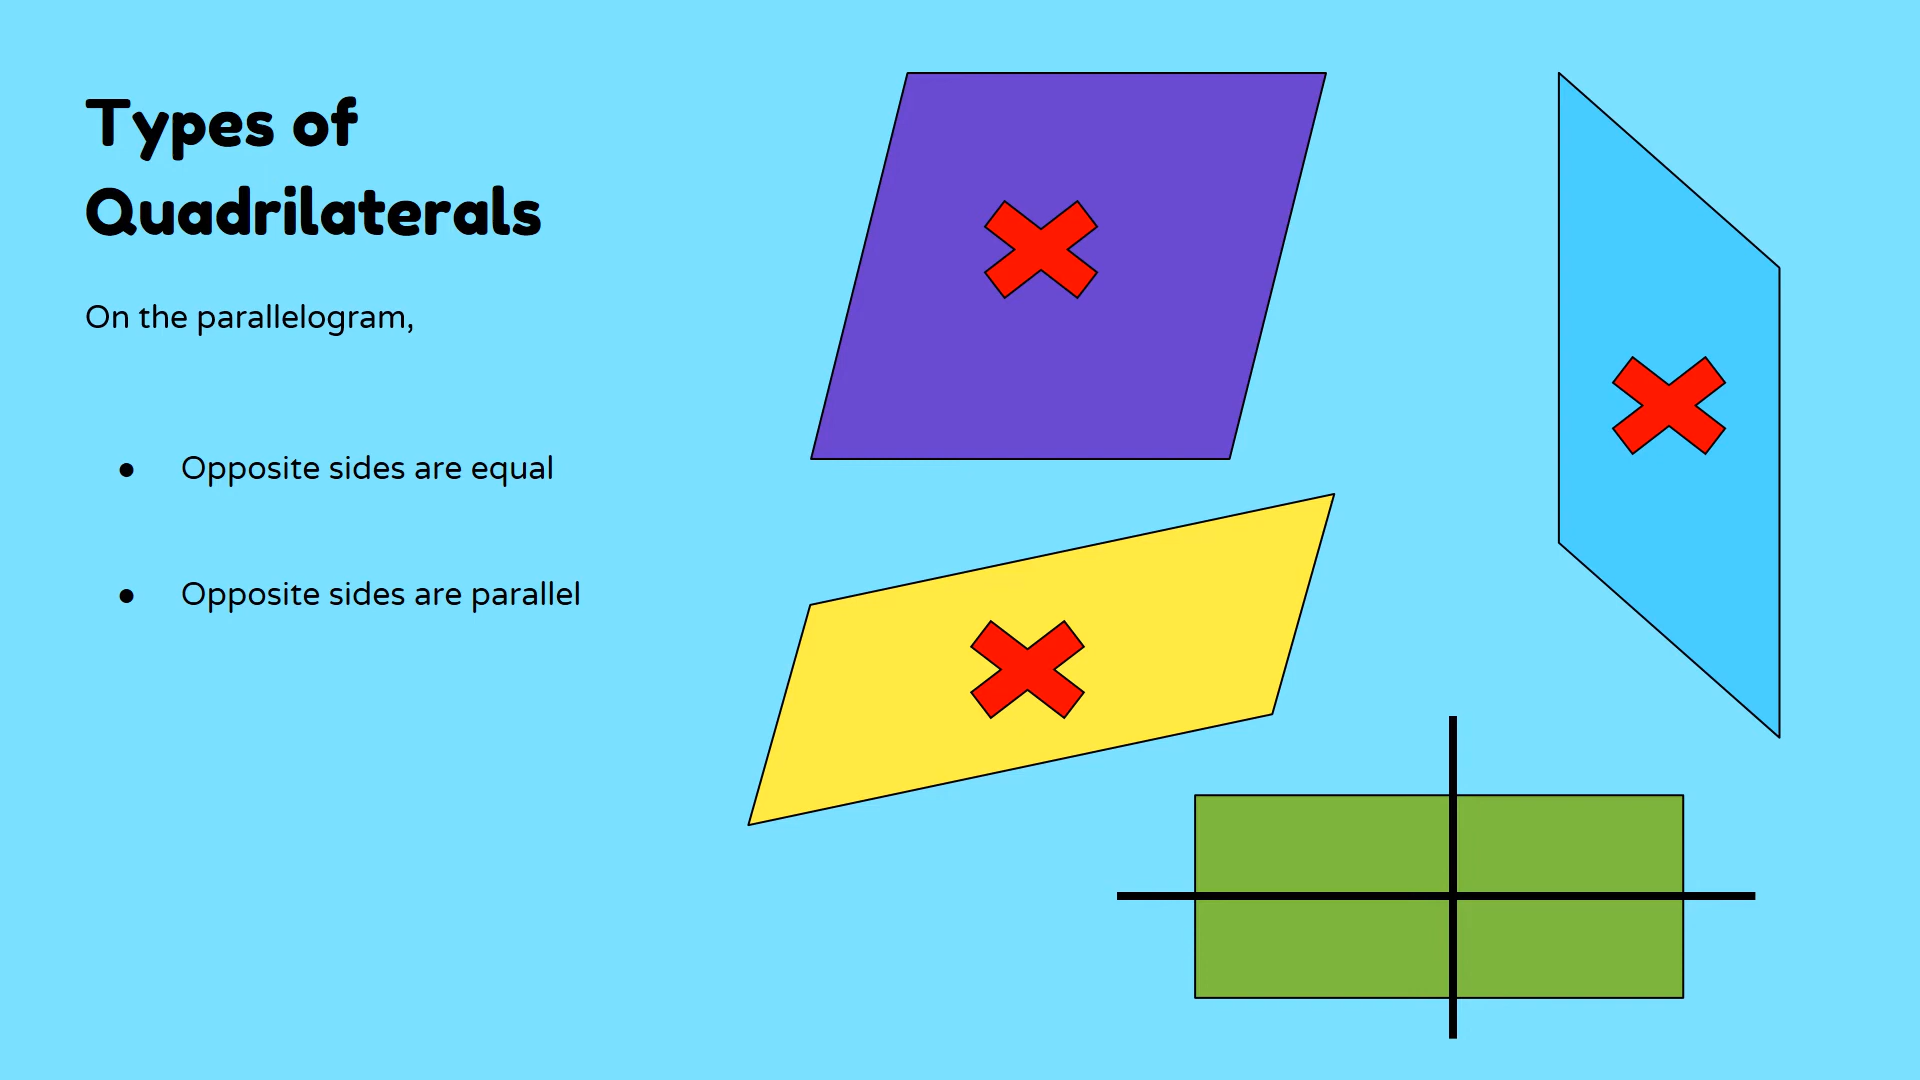 Types of
Quadrilaterals
On the parallelogram,
● Opposite sides are equal
● Opposite sides are parallel